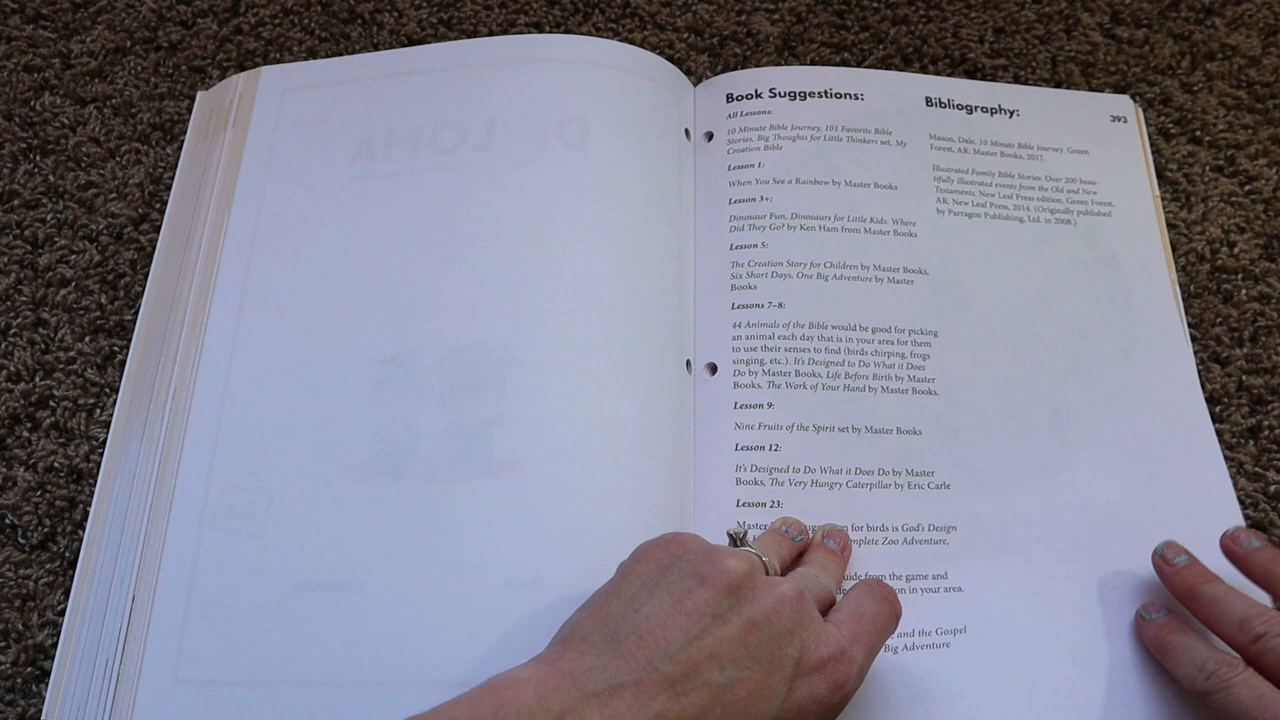 Book Suggestions:
All Lessons:
10 Minute Bible Journey, 101 Favorite Bible
Stories, Big Thoughts for Little Thinkers set, My
Creation Bible
Lesson 1:
When You See a Rainbow by Master Books
Lesson 3+:
Dinosaur Fun, Dinosaurs for Little Kids: Where
Did They Go? by Ken Ham from Master Books
Lesson 5:
The Creation Story for Children by Master Books,
Six Short Days, One Big Adventure by Master
Books
Lessons 7–8:
44 Animals of the Bible would be good for picking
an animal each day that is in your area for them
to use their senses to find (birds chirping, frogs
singing, etc.). It's Designed to Do What it Does
Do by Master Books, Life Before Birth by Master
Books, The Work of Your Hand by Master Books.
Lesson 9:
Nine Fruits of the Spirit set by Master Books
Lesson 12:
It's Designed to Do What it Does Do by Master
Books, The Very Hungry Caterpillar by Eric Carle
Lesson 23:
Master for birds is God's Design
Zoo Adventure,
from the game and
in your area.
and the Gospel
Big Adventure
Bibliography:
393
Mason, Dale. 10 Minute Bible Journey. Green
Forest, AR: Master Books, 2017.
Illustrated Family Bible Stories: Over 200 beau-
tifully illustrated events from the Old and New
Testaments. New Leaf Press edition. Green Forest,
AR: New Leaf Press, 2014. (Originally published
by Parragon Publishing, Ltd. in 2008.)